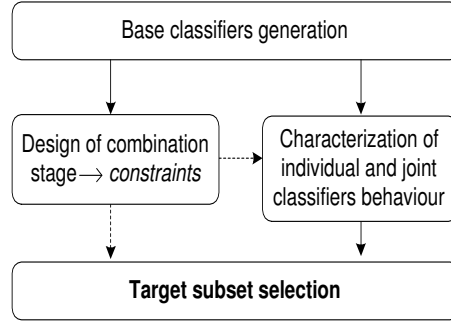 Base classifiers generation
Design of combination
stage → constraints
Characterization of
individual and joint
classifiers behaviour
Target subset selection